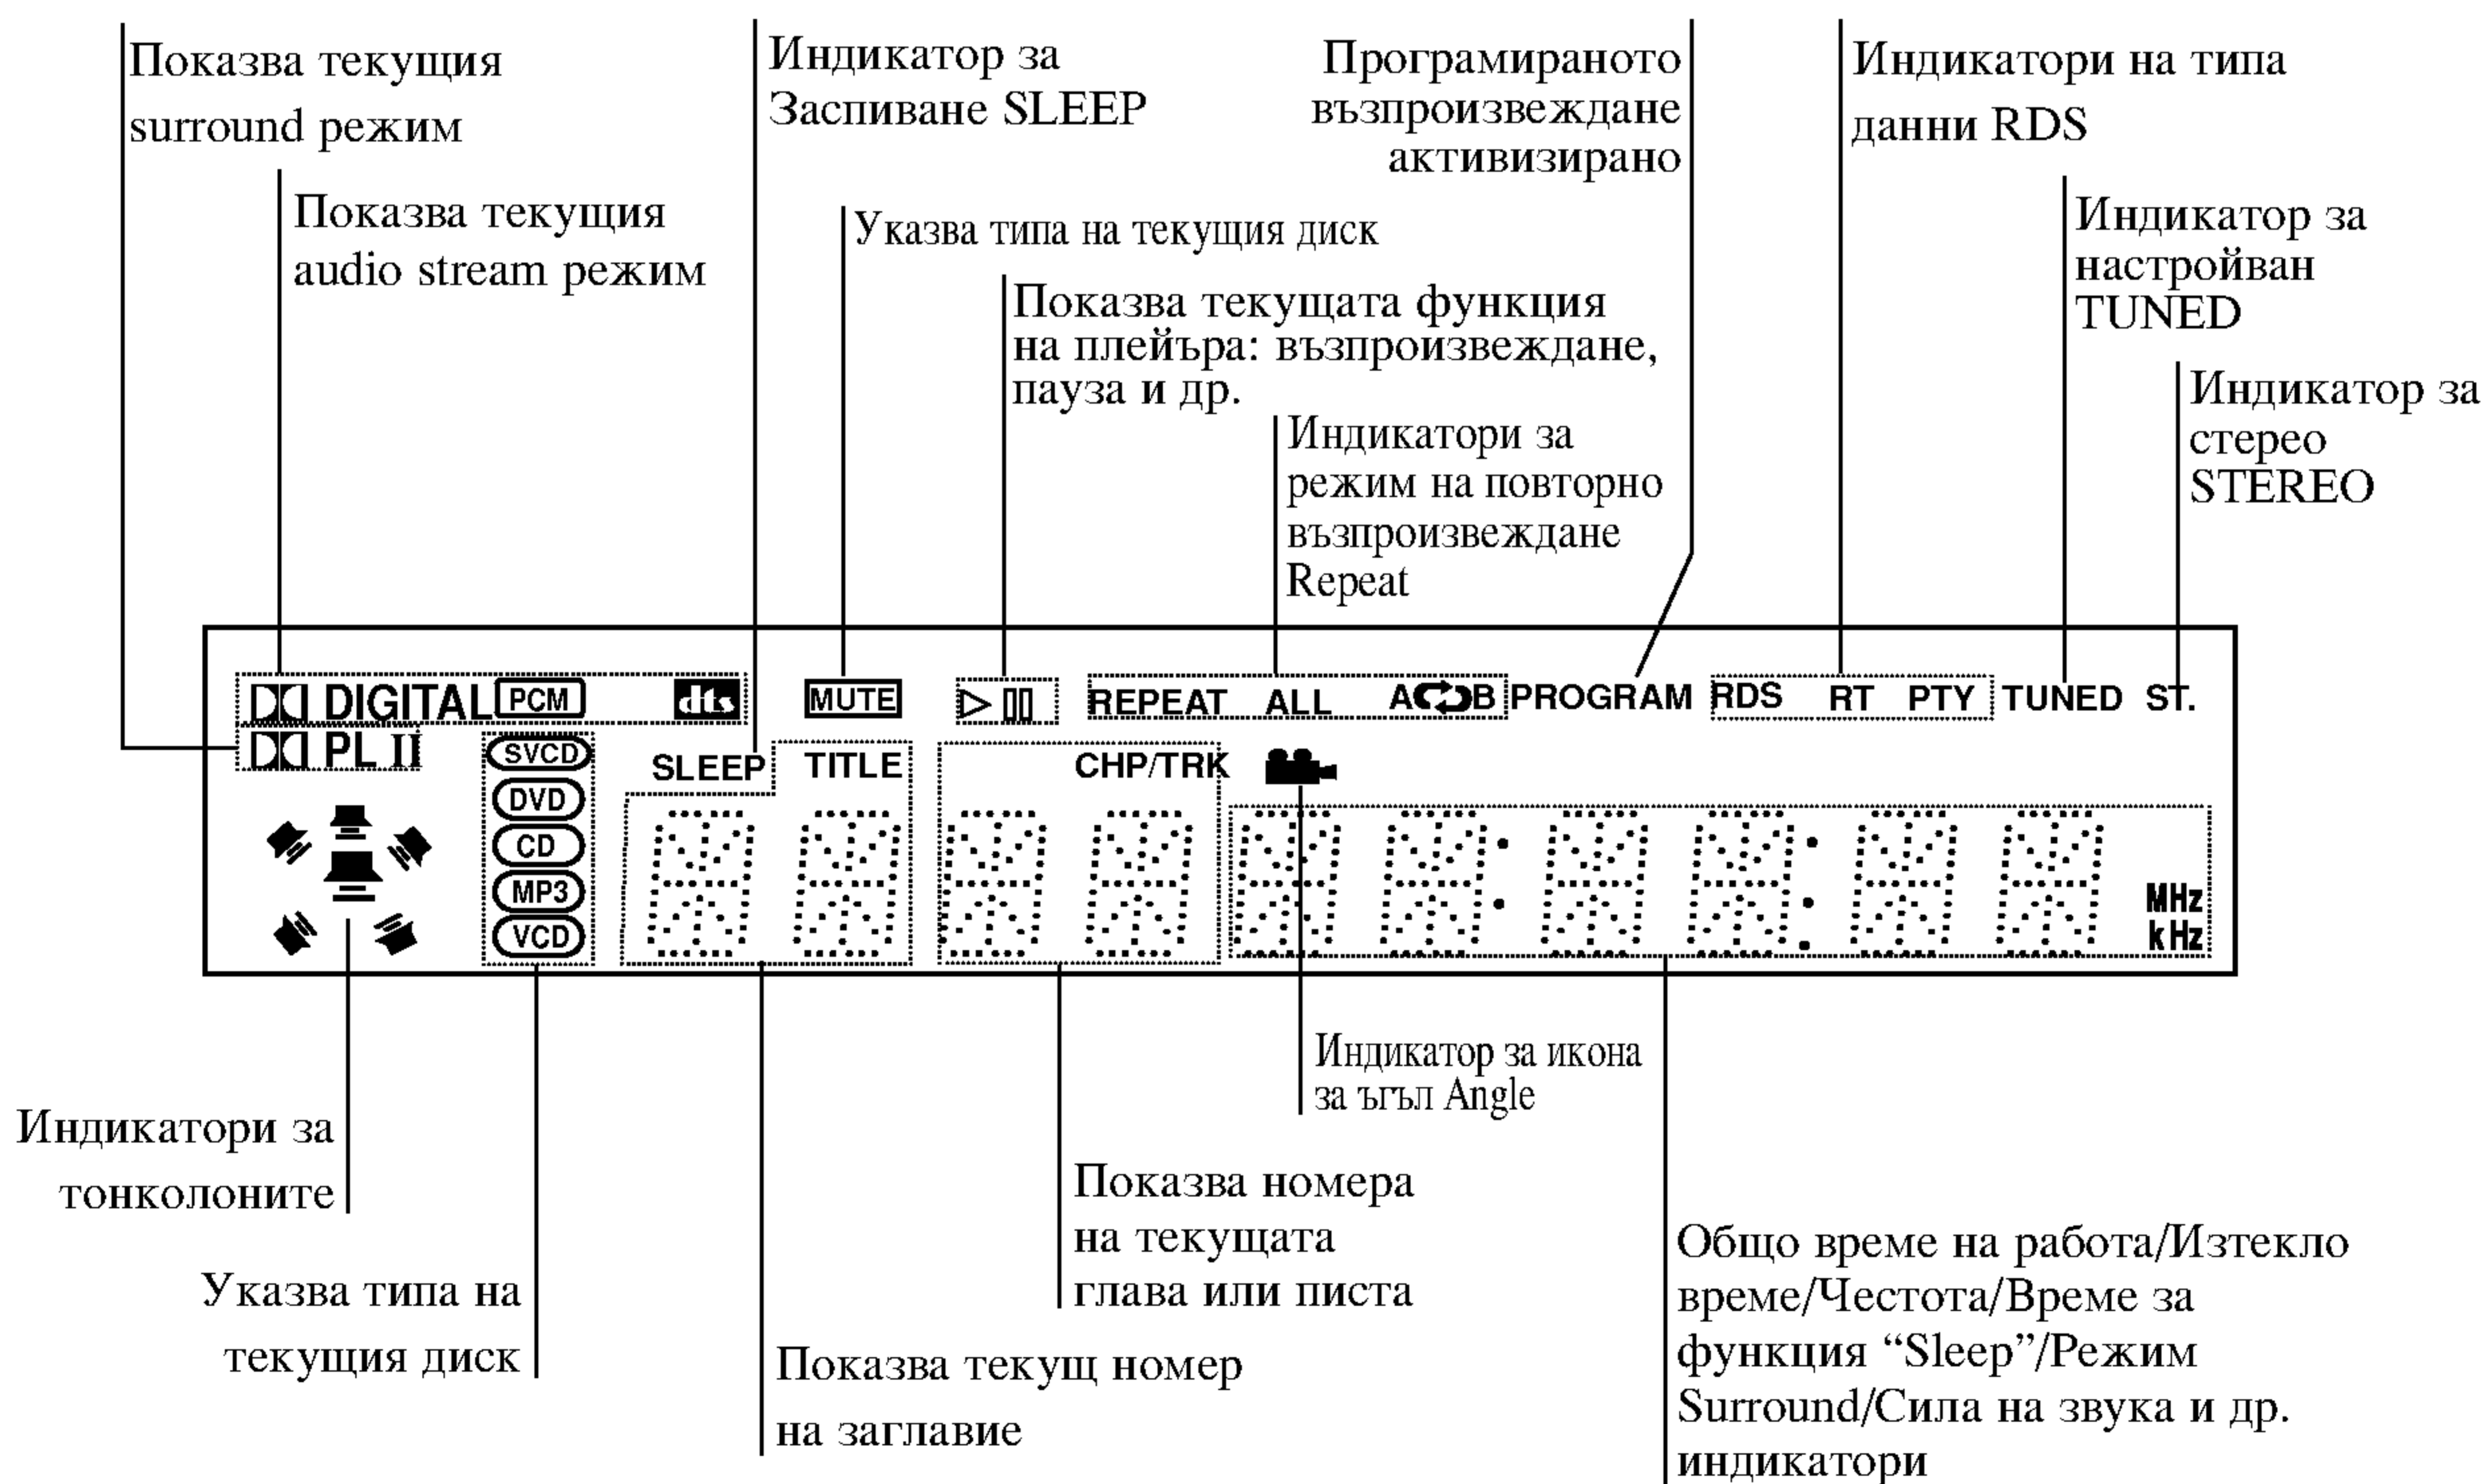 Показва текущия
surround режим
Показва текущия
audio stream режим
Индикатор за
Заспиване SLEEP
Указва типа на текущия диск
Показва текущата функция
на плейъра: възпроизвеждане,
пауза и др.
Индикатори за
режим на повторно
възпроизвеждане
Repeat
Програмираното
възпроизвеждане
активизирано
Индикатори на типа
данни RDS
Индикатор за
настройван
TUNED
Индикатор за
стерео
STEREO
DIGITAL PCM dts MUTE REPEAT ALL A B PROGRAM RDS RT PTY TUNED ST.
PL II
SVCD
DVD
CD
MP3
VCD
SLEEP TITLE CHP/TRK
MHz
kHz
Индикатори за
тонколоните
Указва типа на
текущия диск
Показва текущ номер
на заглавие
Показва номера
на текущата
глава или писта
Индикатор за икона
за ъгъл Angle
Общо време на работа/Изтекло
време/Честота/Време за
функция “Sleep”/Режим
Surround/Сила на звука и др.
индикатори